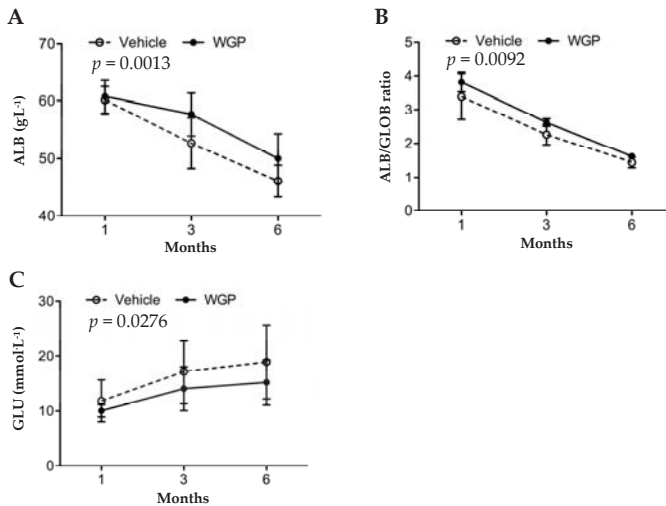 A
Vehicle WGP
p = 0.0013
70
60
50
40
ALB (gL-1)
1 3 6
Months
B
Vehicle WGP
p = 0.0092
5
4
3
2
1
0
ALB/GLOB ratio
1 3 6
Months
C
Vehicle WGP
p = 0.0276
30
20
10
0
GLU (mmol·L-1)
1 3 6
Months